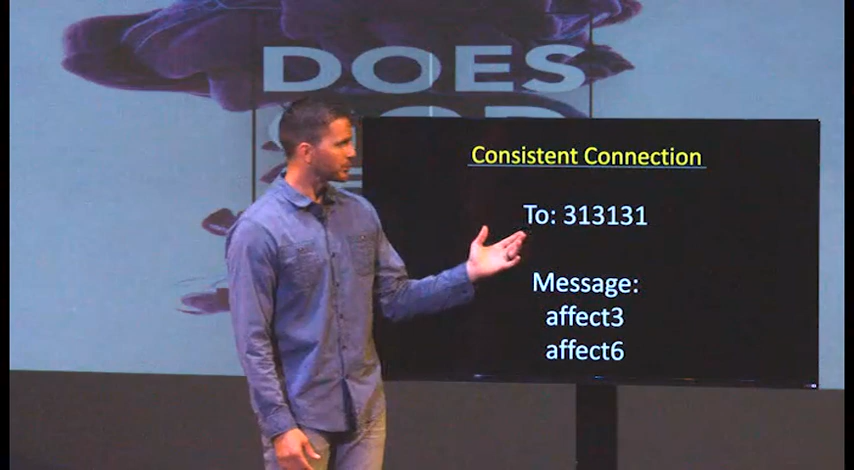 DOES
Consistent Connection
To: 313131
Message:
affect3
affect6